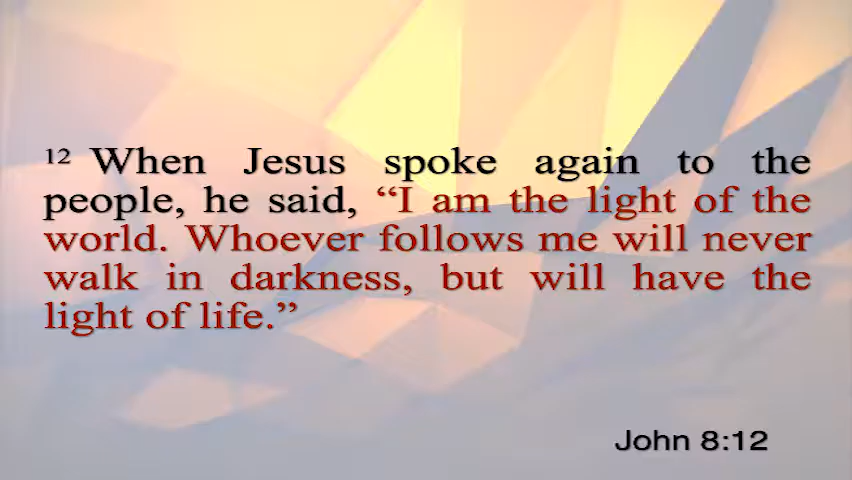 12 When Jesus spoke again to the
people, he said, “I am the light of the
world. Whoever follows me will never
walk in darkness, but will have the
light of life.”
John 8:12